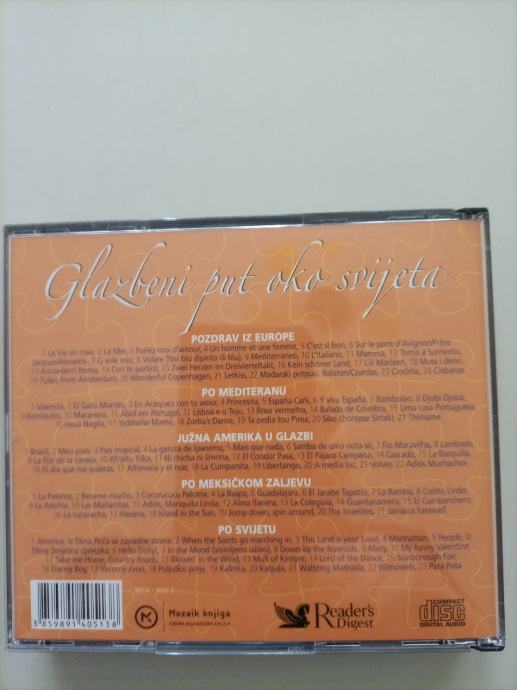 Glazbeni put oko svijeta
POZDRAV IZ EUROPE
1 La Vie en rose, 2 La Mer, 3 Parlez moi d'amour, 4 Un homme et une femme, 5 C'est si bon, 6 Sur le pont d'Avignon/Frère
Jacques/Alouetta, 7 O sole mio, 8 Volare (Nel blu dipinto di blu), 9 Mediterraneo, 10 L'italiano, 11 Mamma, 12 Torna a Surriento,
13 Arrivederci Roma, 14 Con te partirò, 15 Zwei Herzen im Dreivierteltakt, 16 Kein schöner Land, 17 Lili Marleen, 18 Muss i denn,
19 Tulips from Amsterdam, 20 Wonderful Copenhagen, 21 Letkiss, 22 Mađarski potpuri: Balaton/Czardas, 23 Ciocirlia, 24 Ciobanas
PO MEDITERANU
1 Valencia, 2 El Gato Montés, 3 En Aranjuez con tu amor, 4 Princesita, 5 España Cañi, 6 Y viva España, 7 Bamboleo, 8 Djobi Djoba,
9 Borriquito, 10 Macarena, 11 Abril em Portugal, 12 Lisboa e o Tejo, 13 Rosa vermelha, 14 Balada de Coimbra, 15 Uma casa Portuguesa,
16 Hava Nagila, 17 Yiddische Mame, 18 Zorba's Dance, 19 Ta pedia tou Pirea, 20 Siko chorepse Sirtaki, 21 Thimame
JUŽNA AMERIKA U GLAZBI
1 Brasil, 2 Meu país, 3 País tropical, 4 La garota de Ipanema, 5 Mais que nada, 6 Samba de uma nota só, 7 Fio Maravilha, 8 Lambada,
9 La flor de la canela, 10 Kh'ellu-Tilka, 11 Ni chicha ni limona, 12 El Condor Pasa, 13 El Pájaro Campana, 14 Cascada, 15 La Barquilla,
16 El día que me quieras, 17 Alfonsina y el mar, 18 La Cumparsita, 19 Libertango, 20 A media luz, 21 Volver, 22 Adiós Muchachos
PO MEKSIČKOM ZALJEVU
1 La Paloma, 2 Bésame mucho, 3 Cucurucucu Paloma, 4 La Raspa, 5 Guadalajara, 6 El Jarabe Tapatio, 7 La Bamba, 8 Cielito Lindo,
9 La Adelita, 10 Las Mañanitas, 11 Adiós, Mariquita Linda, 12 Alma llanera, 13 La Colegiala, 14 Guantanamera, 15 El Cumbanchero,
16 La cucaracha, 17 Havana, 18 Island in the Sun, 19 Jump down, spin around, 20 The Israelites, 21 Jamaica Farewell
PO SVIJETU
1 America, iz filma Priča sa zapadne strane, 2 When the Saints go marching in, 3 This Land is your Land, 4 Manhattan, 5 People, iz
filma Smiješna djevojka, 6 Hello Dolly!, 7 In the Mood (snimljeno uživo), 8 Down by the Riverside, 9 Misty, 10 My funny Valentine,
11 Take me Home, Country Roads, 12 Blowin' in the Wind, 13 Mull of Kintyre, 14 Lord of the Dance, 15 Scarborough Fair,
16 Danny Boy, 17 Večernji zvon, 18 Poljuško polje, 19 Kalinka, 20 Katjuša, 21 Waltzing Mathilda, 22 Wimoweh, 23 Pata Pata
3859891405138
Mozaik knjiga
GRUPA MLADINSKA KNJIGA
Reader's
Digest
COMPACT
disc
DIGITAL AUDIO